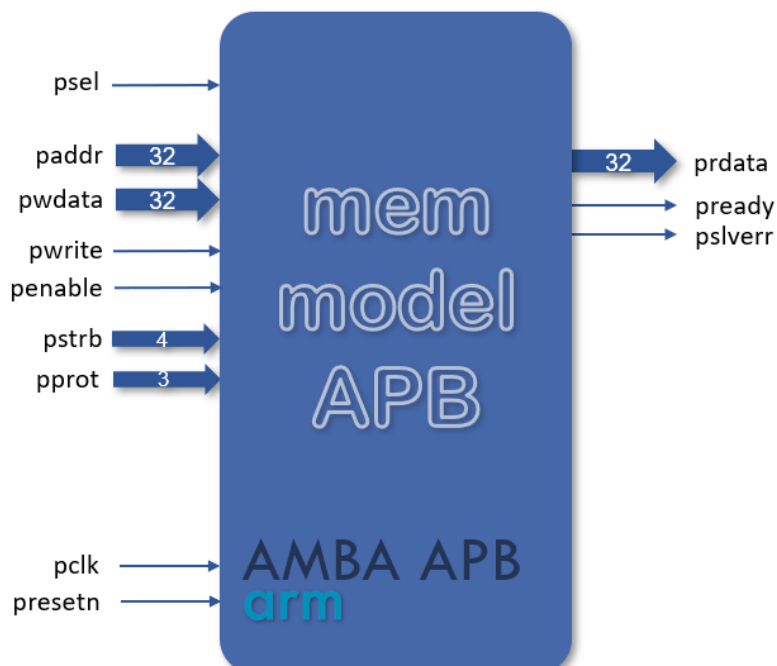 psel
paddr 32
pwdata 32
pwrite
penable
pstrb 4
pprot 3
pclk
presetn
mem
model
APB
AMBA APB
arm
32 prdata
pready
pslverr